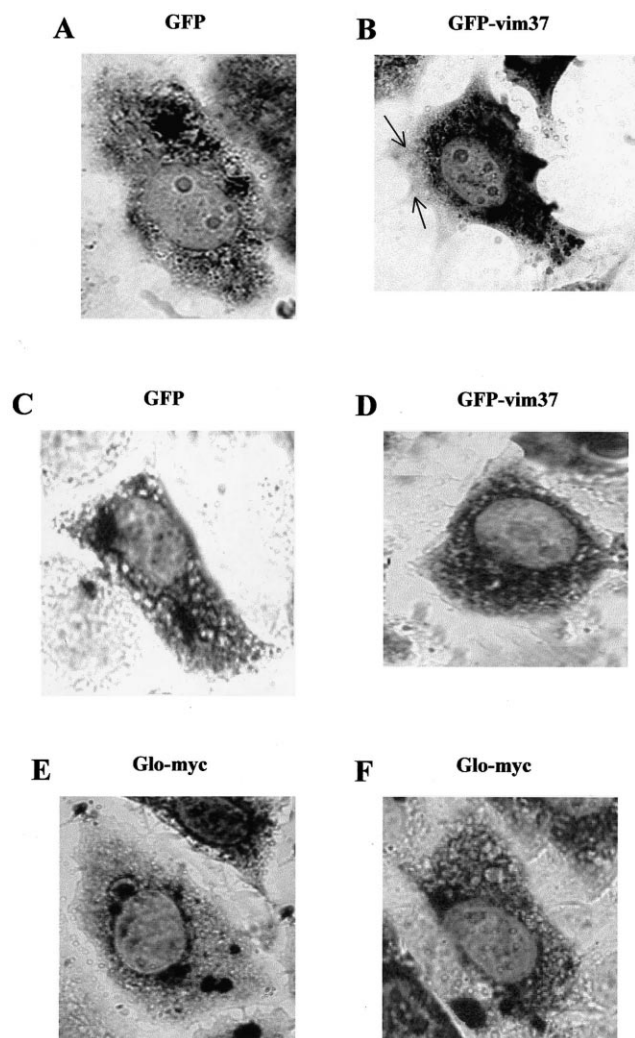 A GFP
B GFP-vim37
C GFP
D GFP-vim37
E Glo-myc
F Glo-myc